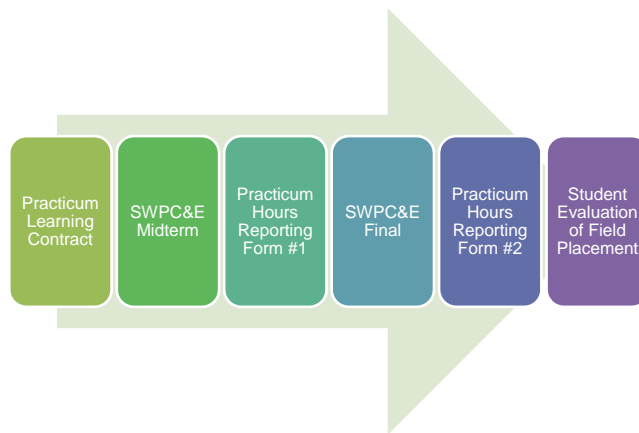 Practicum
Learning
Contract
SWPC&E
Midterm
Practicum
Hours
Reporting
Form #1
SWPC&E
Final
Practicum
Hours
Reporting
Form #2
Student
Evaluation
of Field
Placement